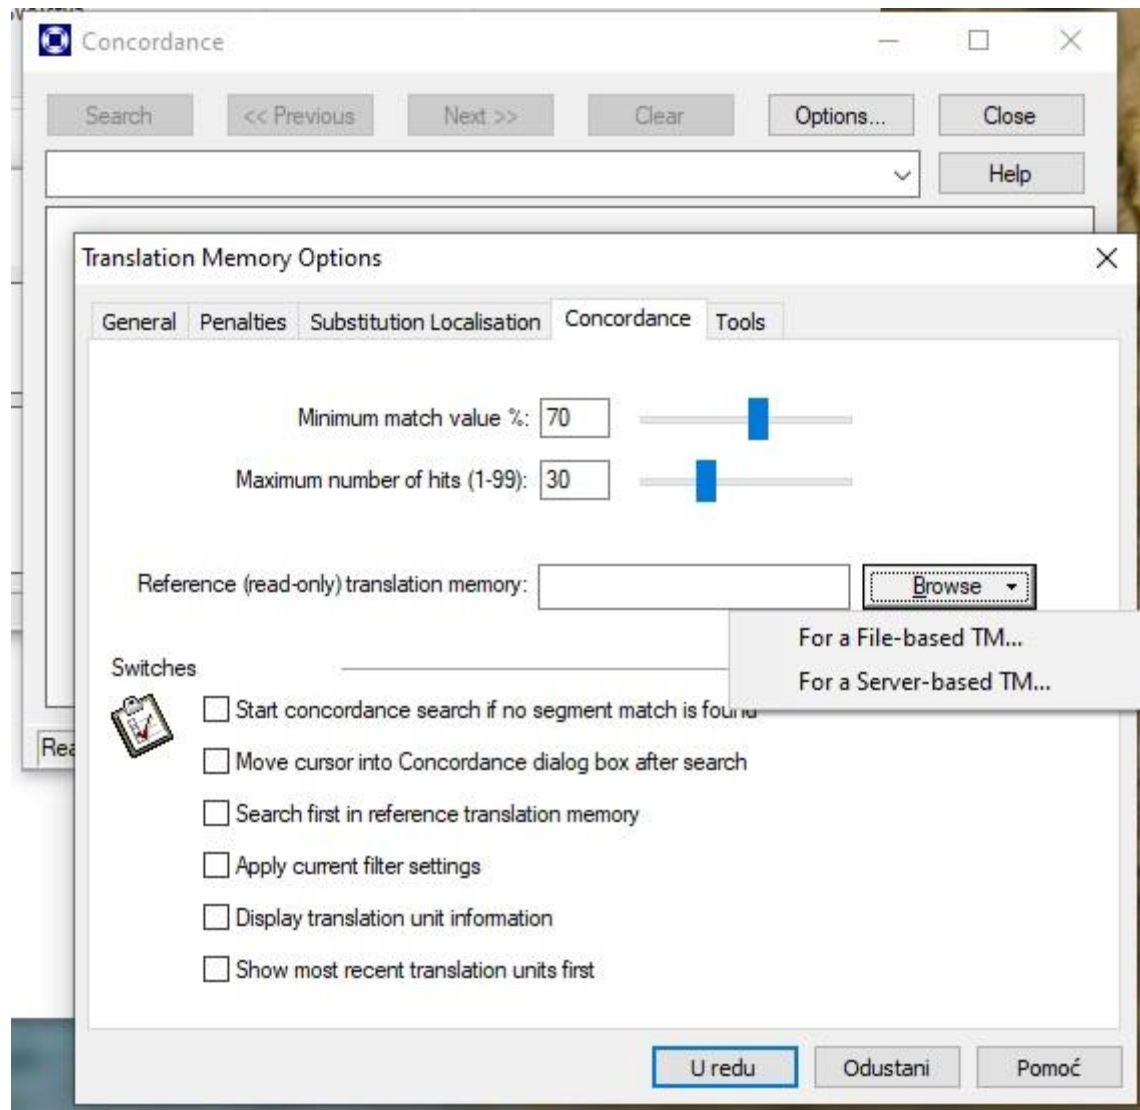 Concordance
Search << Previous Next >> Clear Options... Close
Help
Translation Memory Options
General Penalties Substitution Localisation Concordance Tools
Minimum match value %: 70
Maximum number of hits (1-99): 30
Reference (read-only) translation memory: Browse
For a File-based TM...
For a Server-based TM...
Switches
Start concordance search if no segment match is found
Rea
Move cursor into Concordance dialog box after search
Search first in reference translation memory
Apply current filter settings
Display translation unit information
Show most recent translation units first
U redu Odustani Pomoć